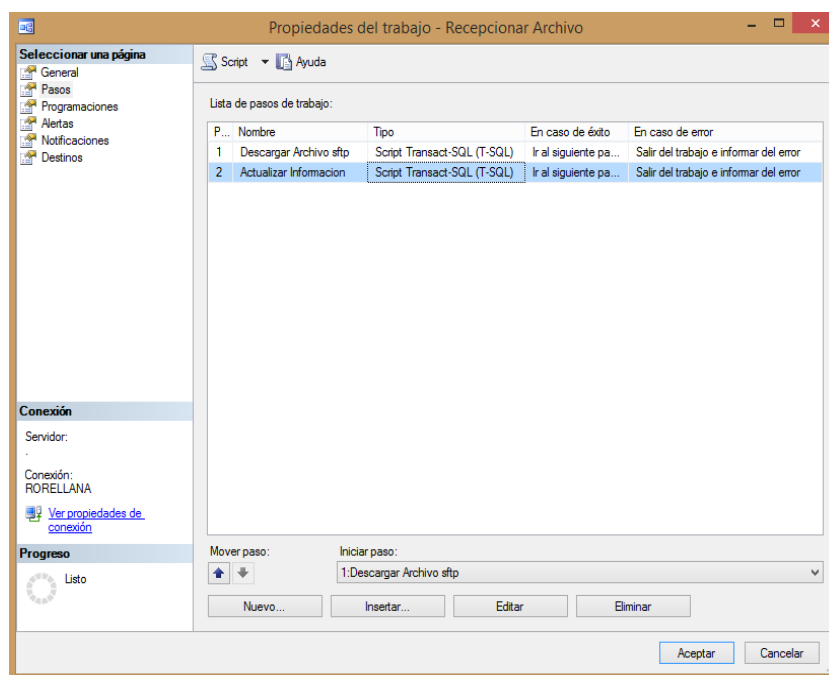 Propiedades del trabajo - Recepcionar Archivo
Seleccionar una página
General
Pasos
Programaciones
Alertas
Notificaciones
Destinos
Script Ayuda
Lista de pasos de trabajo:
P... Nombre Tipo En caso de éxito En caso de error
1 Descargar Archivo sftp Script Transact-SQL (T-SQL) Ir al siguiente pa... Salir del trabajo e informar del error
2 Actualizar Informacion Script Transact-SQL (T-SQL) Ir al siguiente pa... Salir del trabajo e informar del error
Conexión
Servidor:
.
Conexión:
RORELLANA
Ver propiedades de
conexión
Progreso
Listo
Mover paso: Iniciar paso:
1:Descargar Archivo sftp
Nuevo... Insertar... Editar Eliminar
Aceptar Cancelar